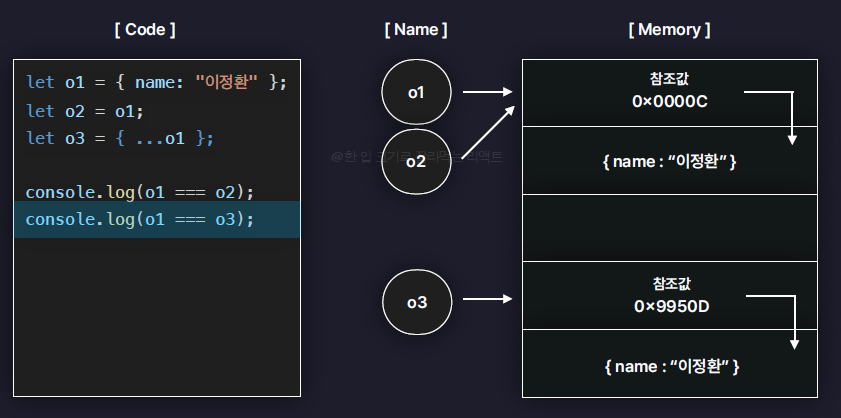 [ Code ]
[ Name ]
[ Memory ]
let o1 = { name: "이정환" };
let o2 = o1;
let o3 = { ...o1 };
console.log(o1 === o2);
console.log(o1 === o3);
o1
o2
o3
@한 입 크기로 잘라먹는 리액트
참조값
0×0000C
{ name : “이정환” }
참조값
0×9950D
{ name : “이정환” }